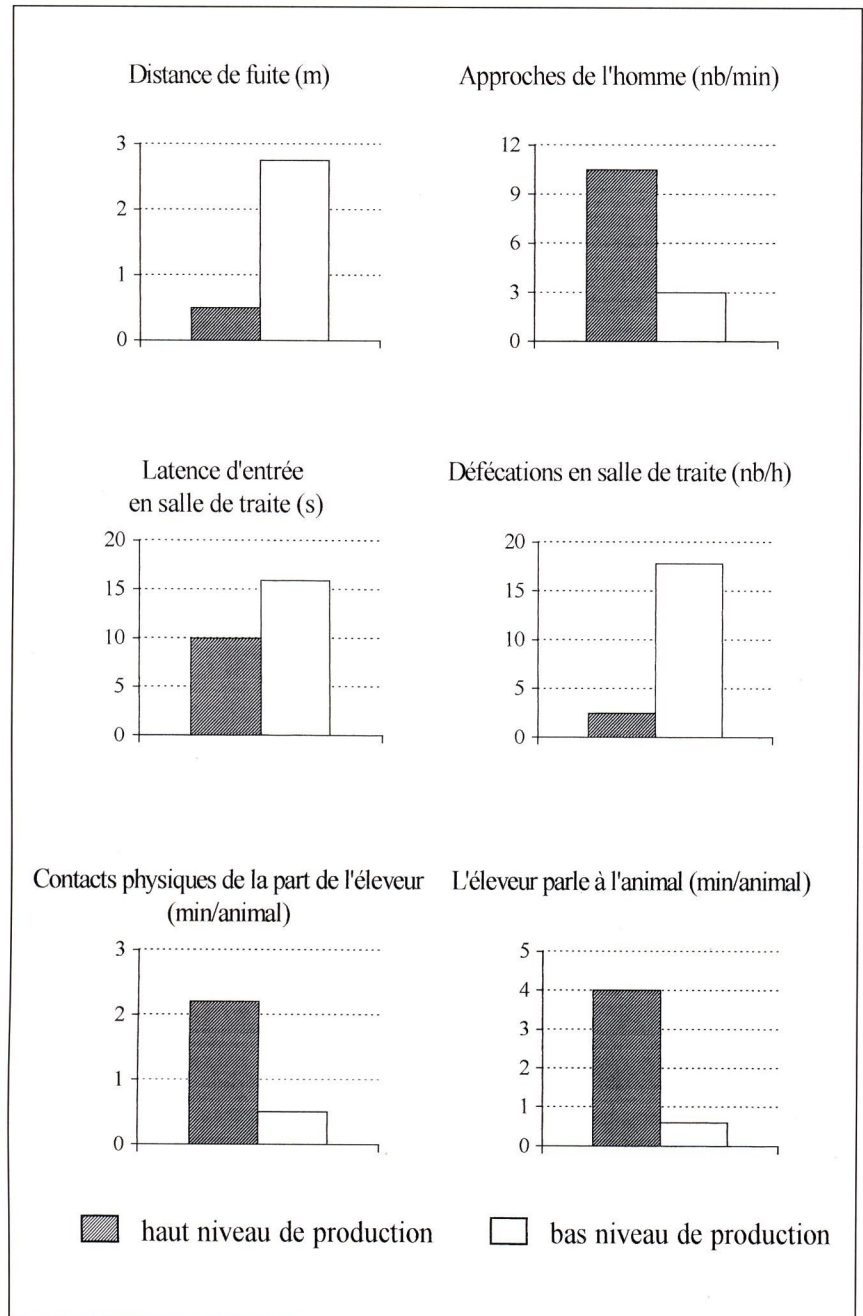 Distance de fuite (m)
3
2
1
0
Approches de l'homme (nb/min)
12
9
6
3
0
Latence d'entrée
en salle de traite (s)
20
15
10
5
0
Défécations en salle de traite (nb/h)
20
15
10
5
0
Contacts physiques de la part de l'éleveur
(min/animal)
3
2
1
0
L'éleveur parle à l'animal (min/animal)
5
4
3
2
1
0
haut niveau de production
bas niveau de production